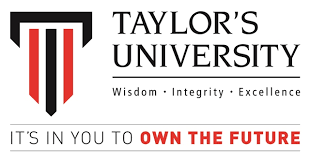 TAYLOR'S
UNIVERSITY
Wisdom • Integrity • Excellence
IT'S IN YOU TO OWN THE FUTURE